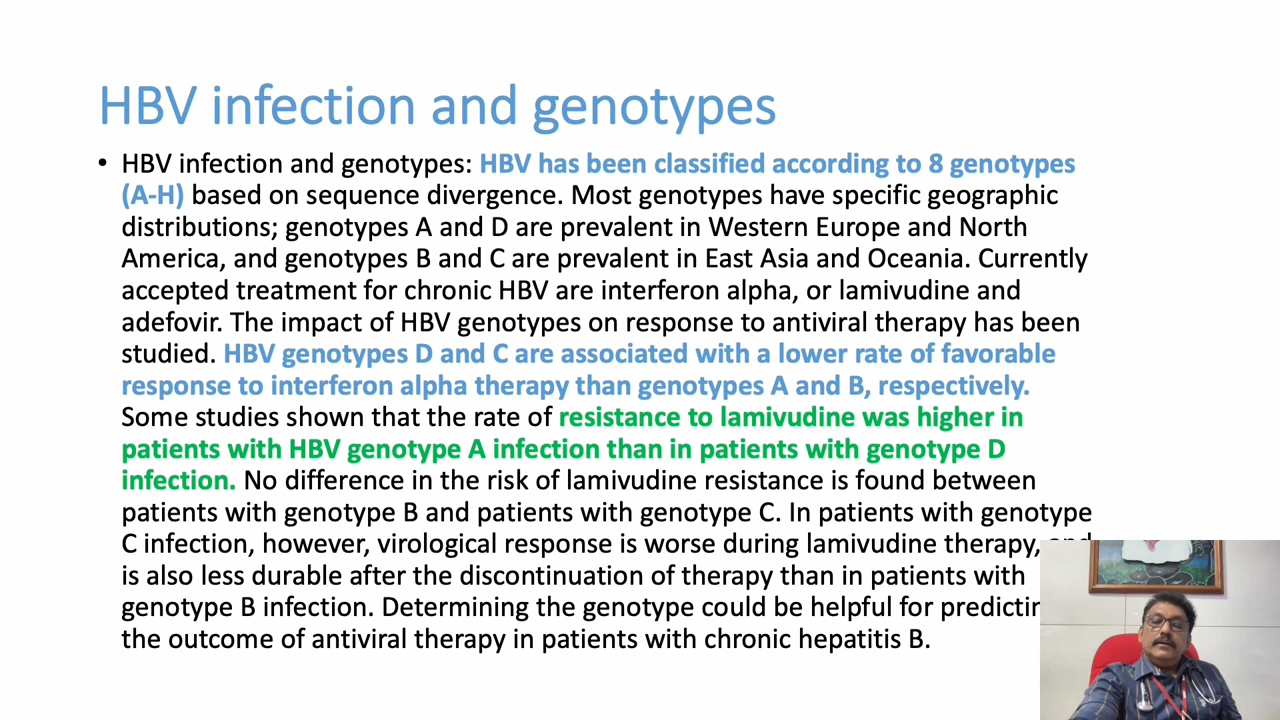 HBV infection and genotypes
• HBV infection and genotypes: HBV has been classified according to 8 genotypes
(A-H) based on sequence divergence. Most genotypes have specific geographic
distributions; genotypes A and D are prevalent in Western Europe and North
America, and genotypes B and C are prevalent in East Asia and Oceania. Currently
accepted treatment for chronic HBV are interferon alpha, or lamivudine and
adefovir. The impact of HBV genotypes on response to antiviral therapy has been
studied. HBV genotypes D and C are associated with a lower rate of favorable
response to interferon alpha therapy than genotypes A and B, respectively.
Some studies shown that the rate of resistance to lamivudine was higher in
patients with HBV genotype A infection than in patients with genotype D
infection. No difference in the risk of lamivudine resistance is found between
patients with genotype B and patients with genotype C. In patients with genotype
C infection, however, virological response is worse during lamivudine therapy, and
is also less durable after the discontinuation of therapy than in patients with
genotype B infection. Determining the genotype could be helpful for
the outcome of antiviral therapy in patients with chronic hepatitis B.